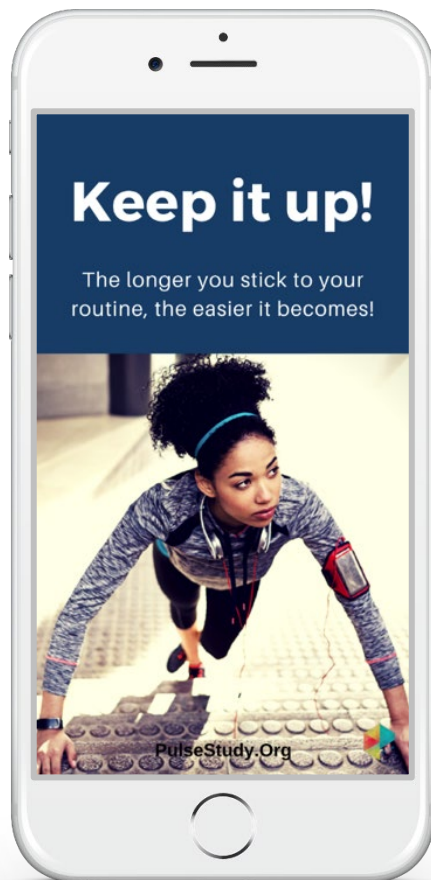 Keep it up!
The longer you stick to your
routine, the easier it becomes!
PulseStudy.Org